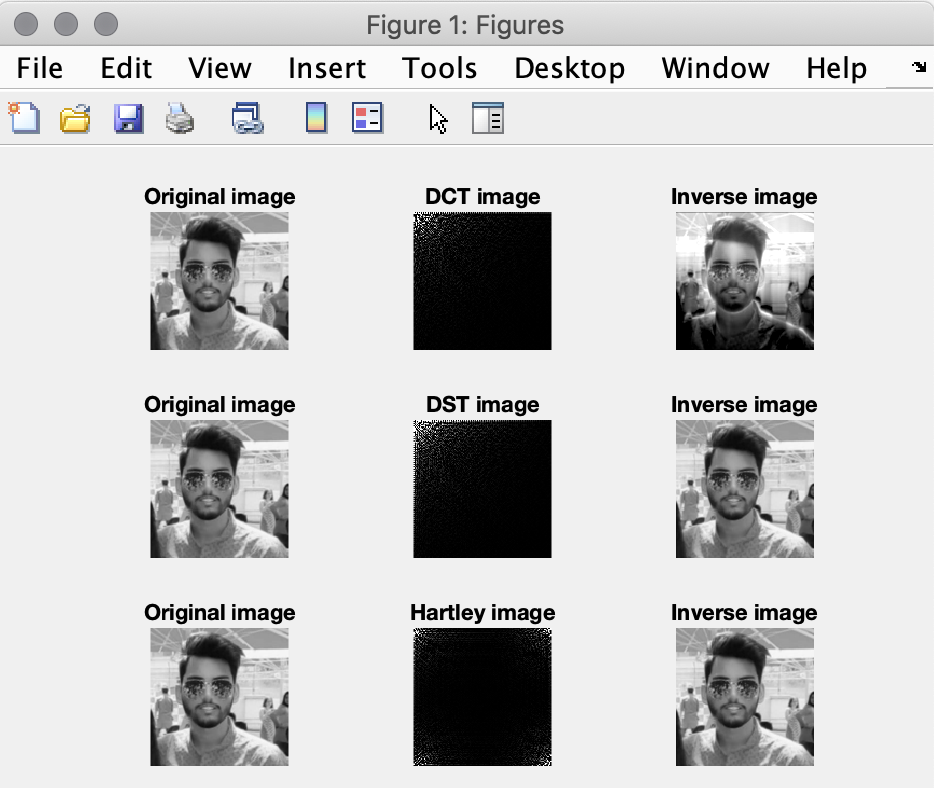 Figure 1: Figures
File Edit View Insert Tools Desktop Window Help
Original image DCT image Inverse image
Original image DST image Inverse image
Original image Hartley image Inverse image